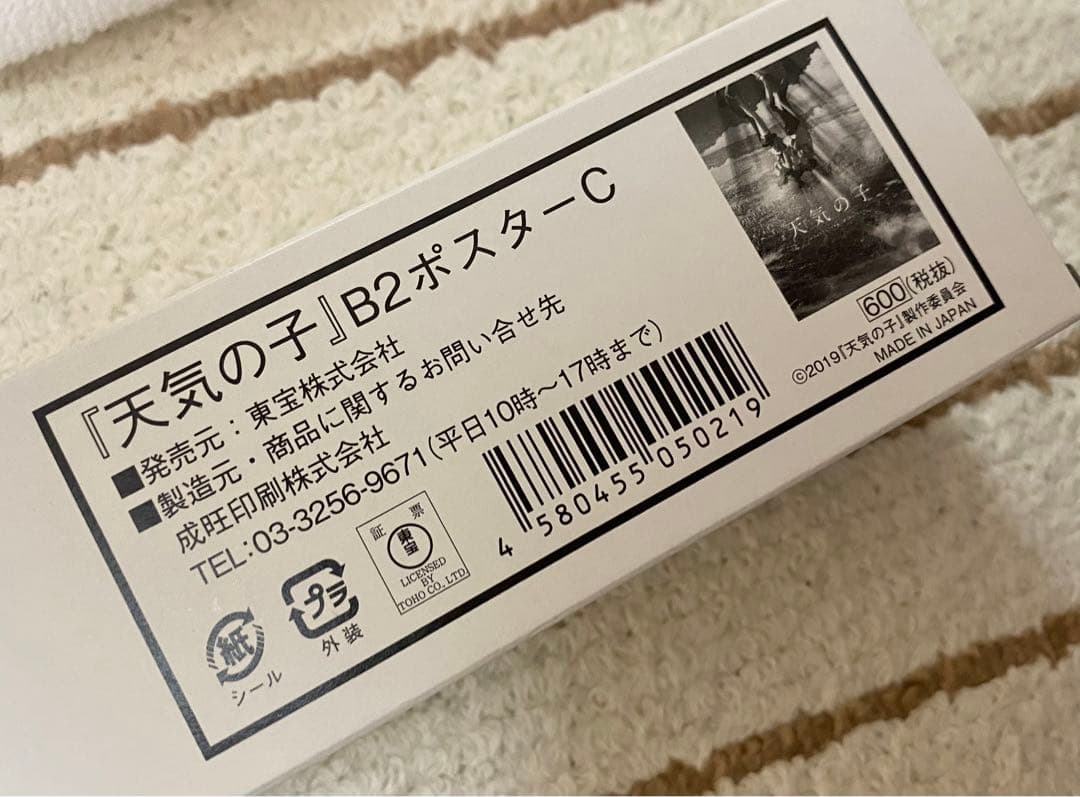 『天気の子』B2ポスターC
■発売元：東宝株式会社
■製造元・商品に関するお問い合せ先
成旺印刷株式会社
TEL:03-3256-9671(平日10時～17時まで)
天気の子
600(税抜)
©2019『天気の子』製作委員会
MADE IN JAPAN
4 580455 050219
紙
シール
プラ
外装
証票
東宝
LICENSED
BY
TOHO CO.,LTD.